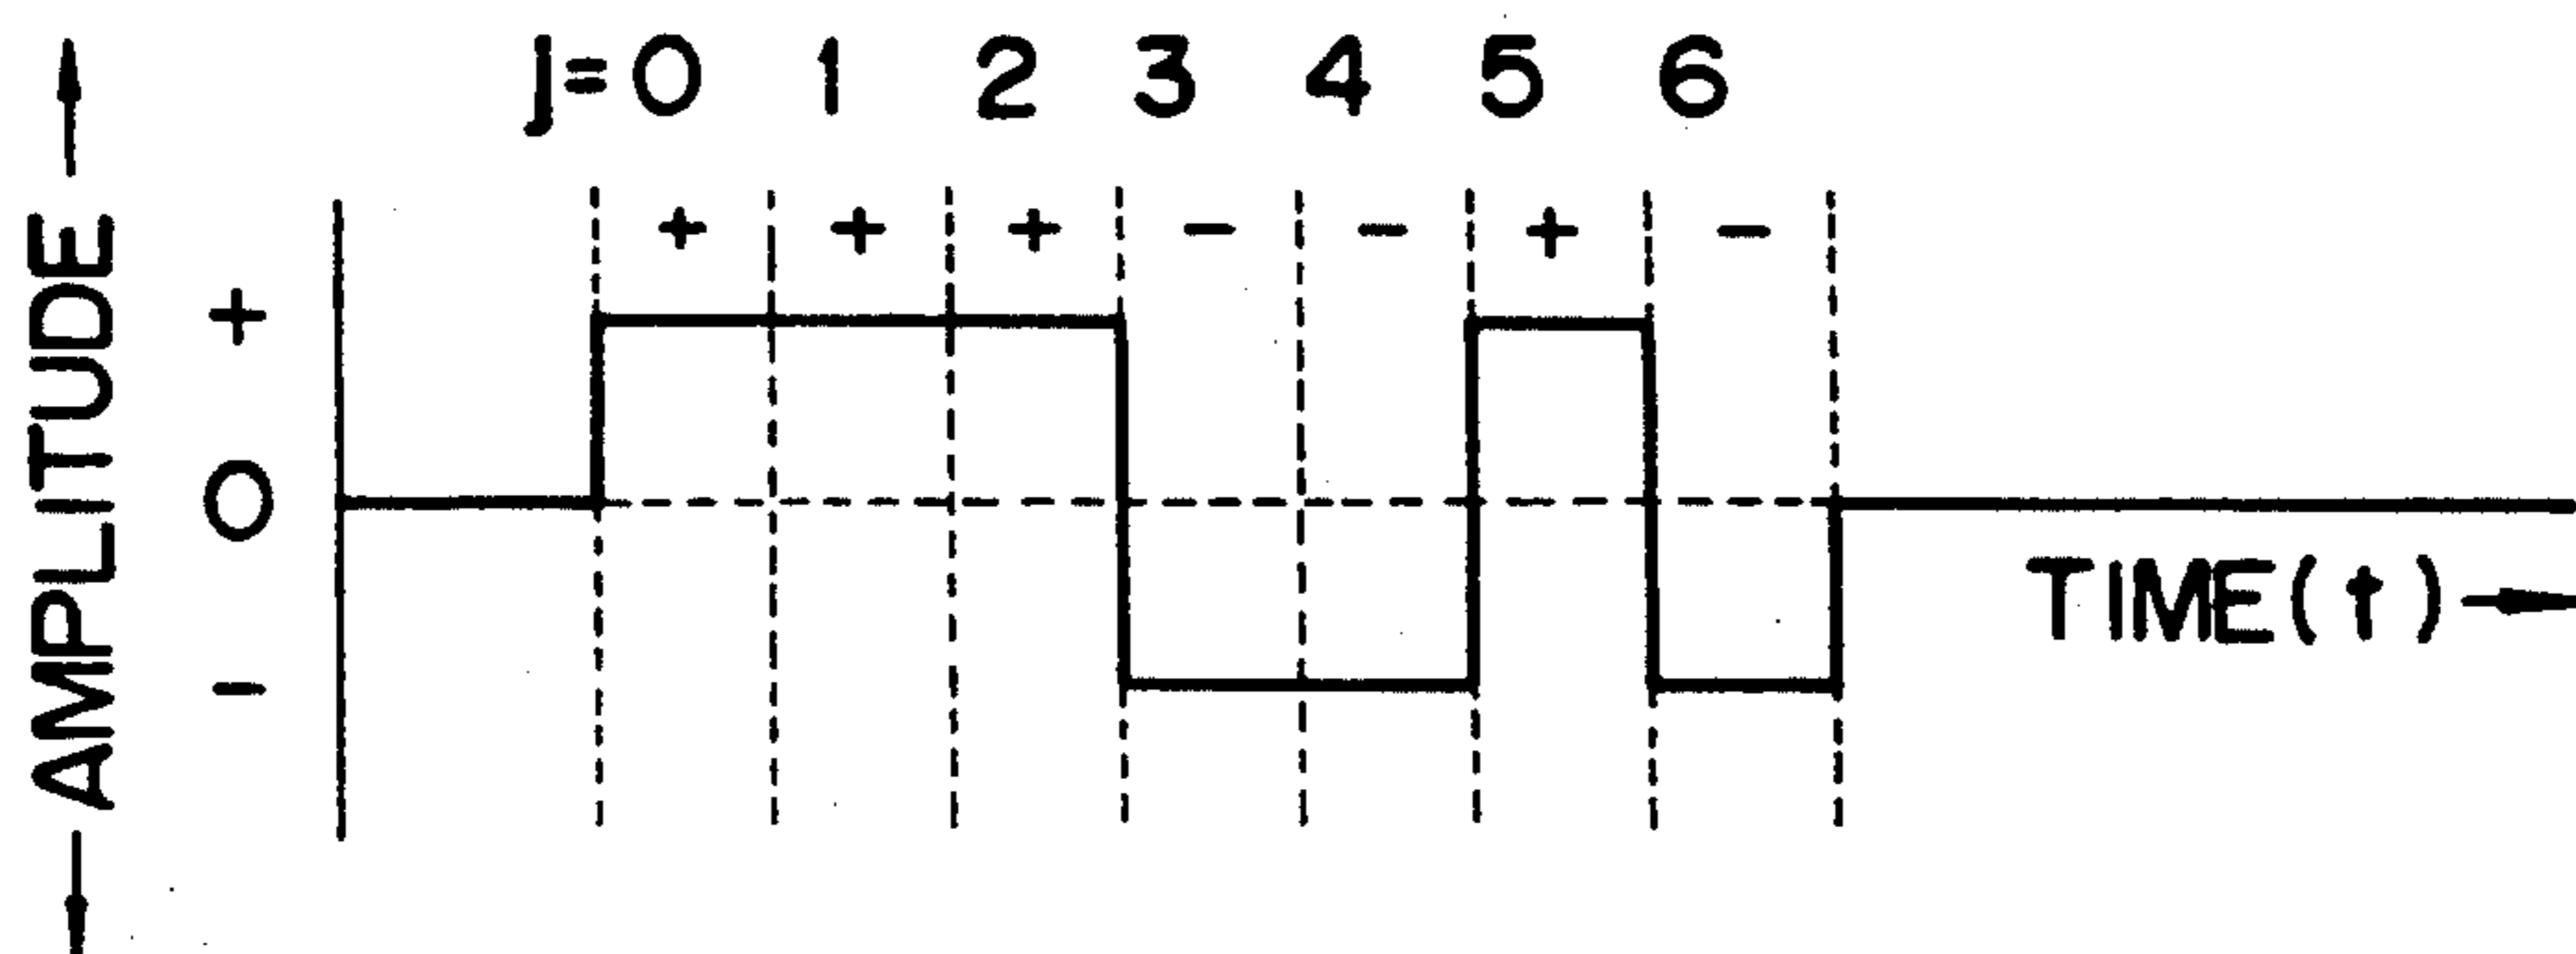 j= 0 1 2 3 4 5 6
+ + + - - + -
+
0
-
AMPLITUDE
TIME(t)